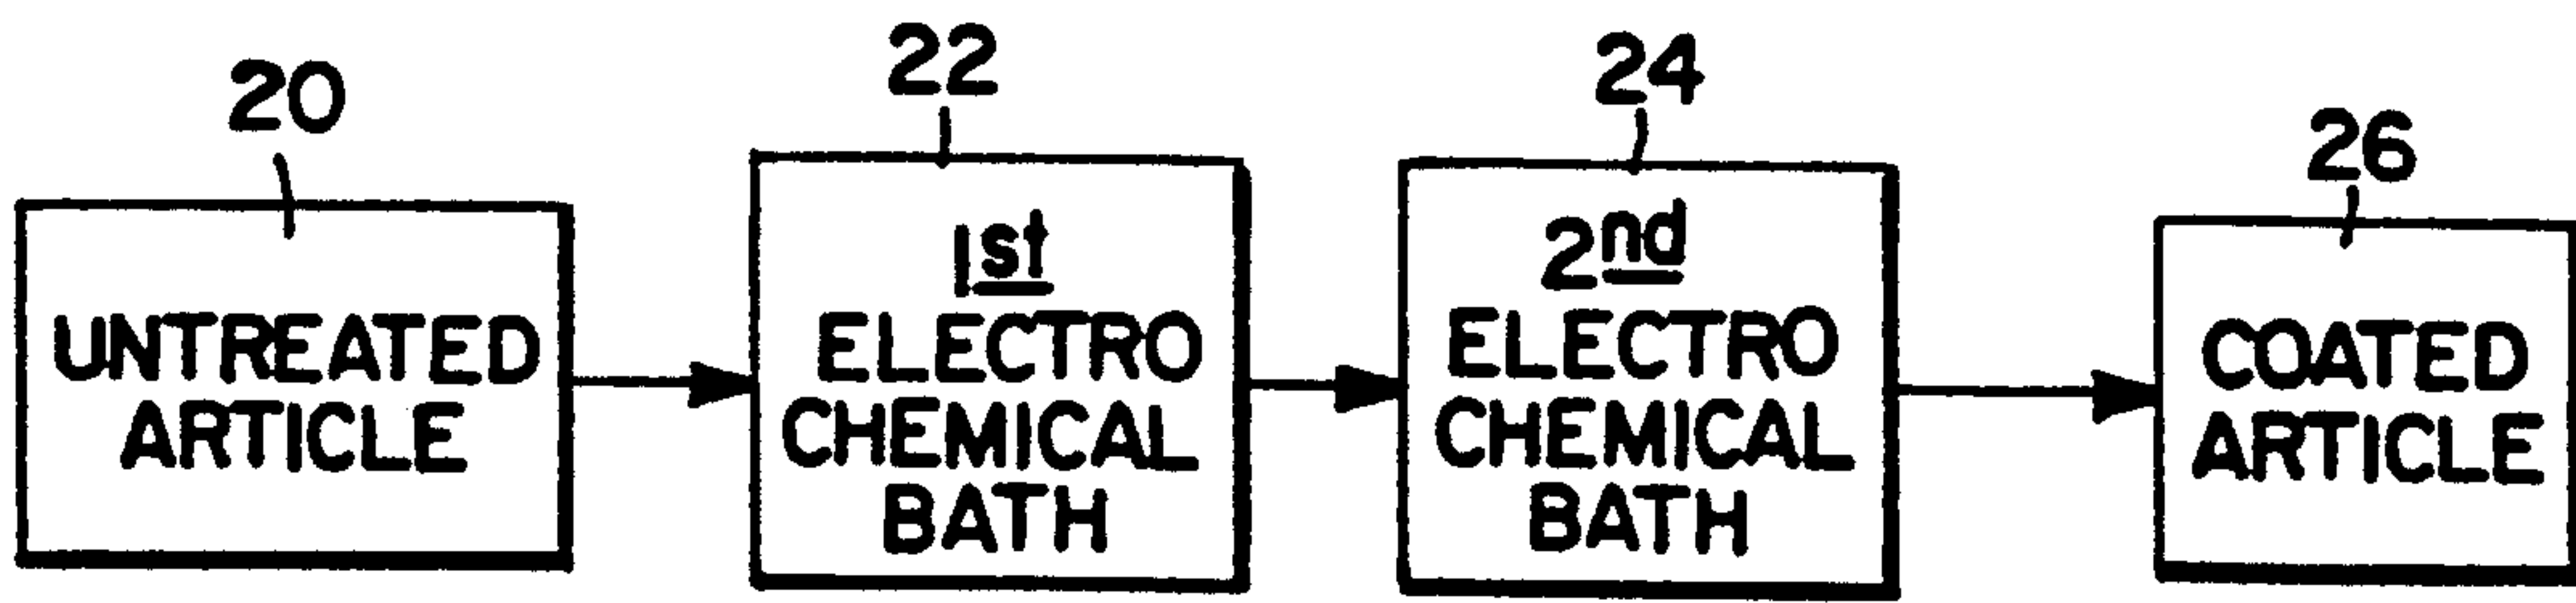 20
UNTREATED
ARTICLE
22
1st
ELECTRO
CHEMICAL
BATH
24
2nd
ELECTRO
CHEMICAL
BATH
26
COATED
ARTICLE